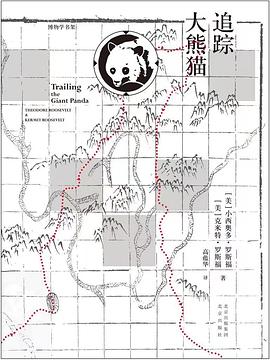 博物学书架
追踪
大熊猫
Trailing
the
Giant Panda
THEODORE ROOSEVELT
&
KERMIT ROOSEVELT
[美] 小西奥多·罗斯福
[美] 克米特·罗斯福
著
高蕴华 译
北京出版集团
北京出版社